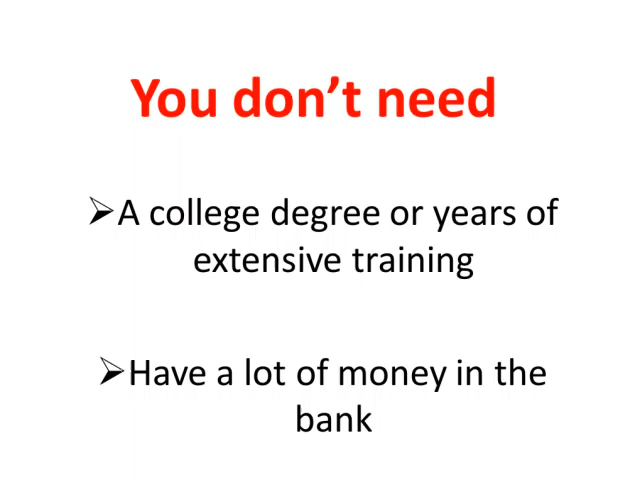 You don’t need
➢A college degree or years of
extensive training
➢Have a lot of money in the
bank